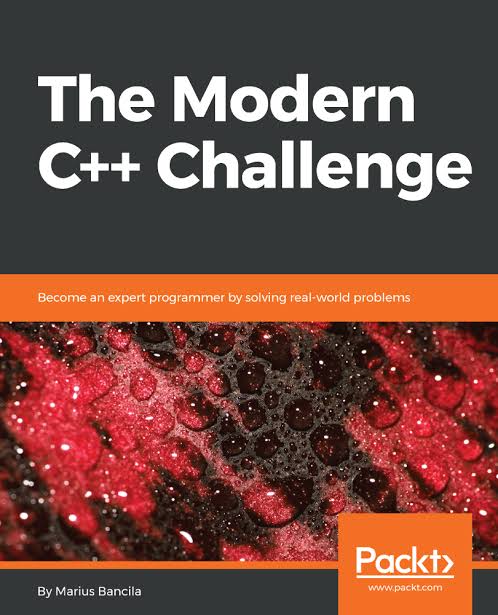 The Modern
C++ Challenge
Become an expert programmer by solving real-world problems
Packt>
www.packt.com
By Marius Bancila